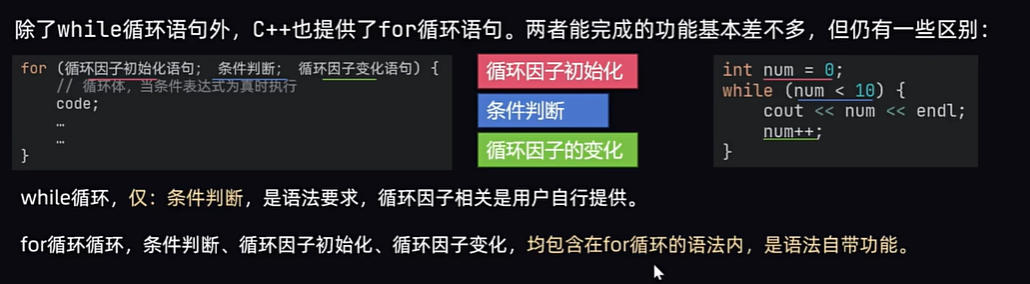 除了while循环语句外，C++也提供了for循环语句。两者能完成的功能基本差不多，但仍有一些区别：
for (循环因子初始化语句; 条件判断; 循环因子变化语句) {
// 循环体，当条件表达式为真时执行
code;
…
…
}
循环因子初始化
条件判断
循环因子的变化
int num = 0;
while (num < 10) {
cout << num << endl;
num++;
}
while循环，仅：条件判断，是语法要求，循环因子相关是用户自行提供。
for循环循环，条件判断、循环因子初始化、循环因子变化，均包含在for循环的语法内，是语法自带功能。